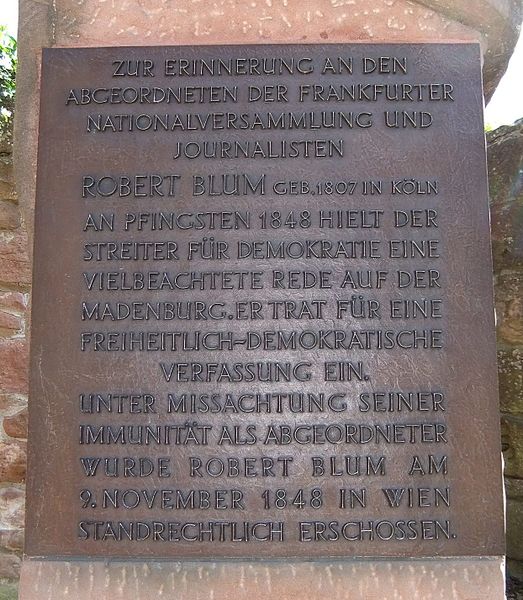 ZUR ERINNERUNG AN DEN
ABGEORDNETEN DER FRANKFURTER
NATIONALVERSAMMLUNG UND
JOURNALISTEN
ROBERT BLUM GEB. 1807 IN KÖLN
AN PFINGSTEN 1848 HIELT DER
STREITER FÜR DEMOKRATIE EINE
VIELBEACHTETE REDE AUF DER
MADENBURG. ER TRAT FÜR EINE
FREIHEITLICH-DEMOKRATISCHE
VERFASSUNG EIN.
UNTER MISSACHTUNG SEINER
IMMUNITÄT ALS ABGEORDNETER
WURDE ROBERT BLUM AM
9. NOVEMBER 1848 IN WIEN
STANDRECHTLICH ERSCHOSSEN.